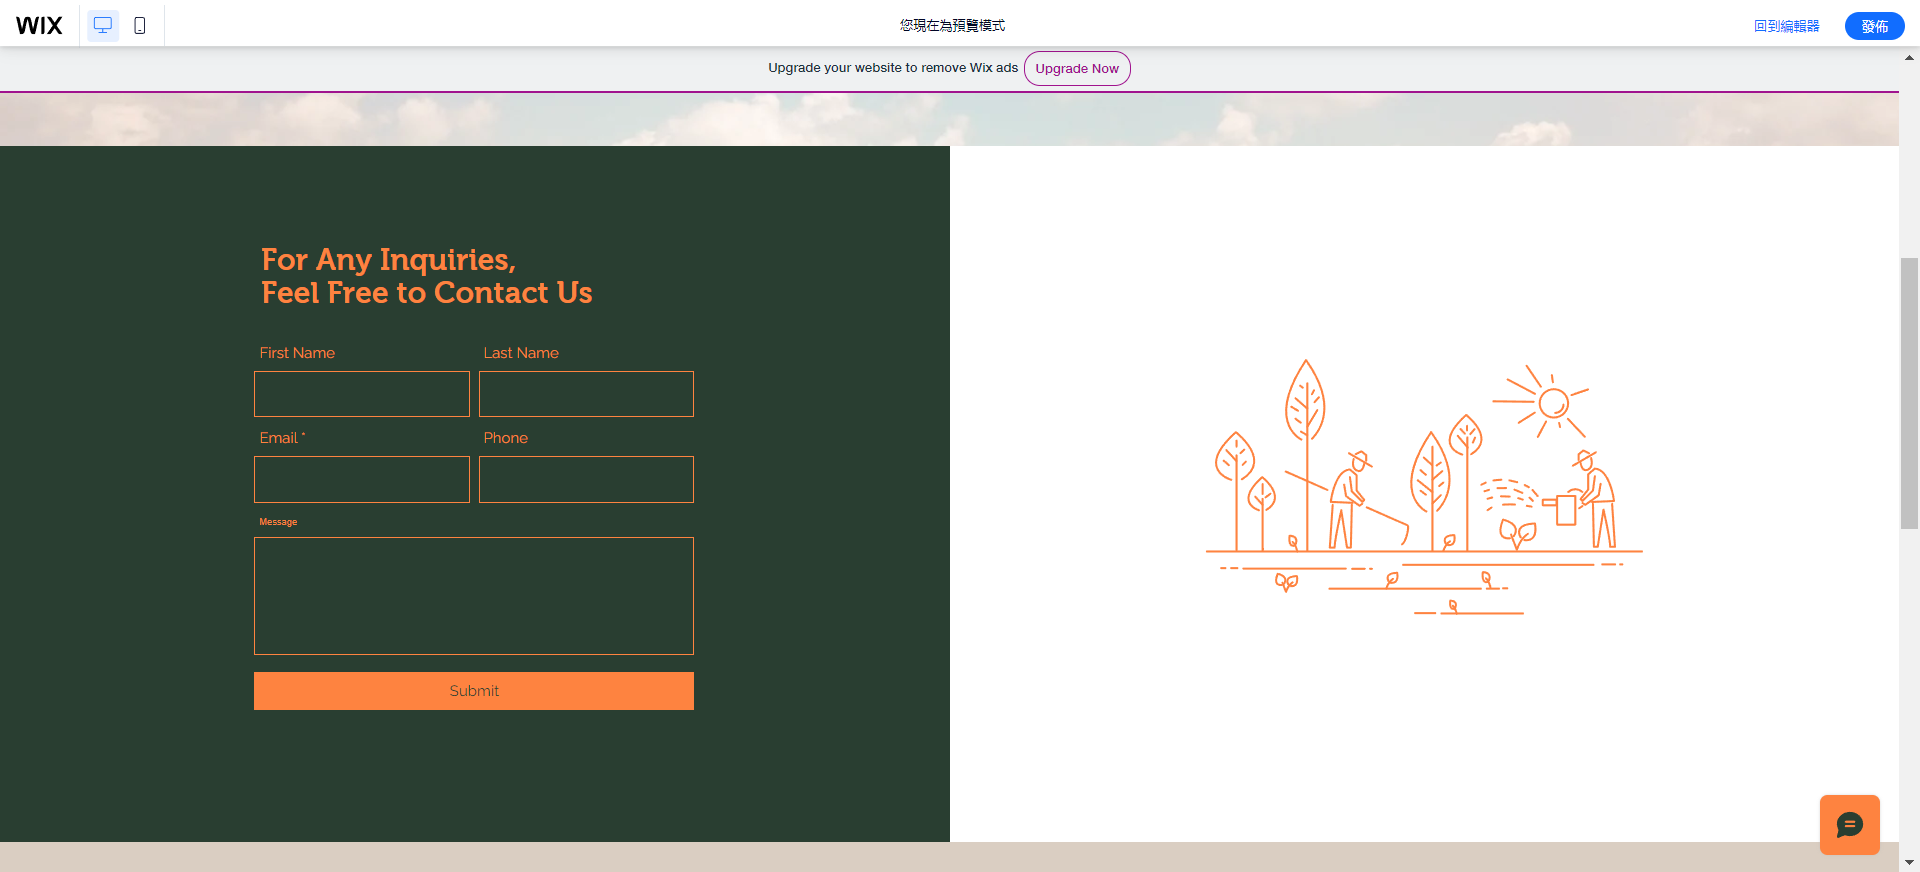 WIX
您現在為預覽模式
回到編輯器
發佈
Upgrade your website to remove Wix ads
Upgrade Now
For Any Inquiries,
Feel Free to Contact Us
First Name
Last Name
Email *
Phone
Message
Submit